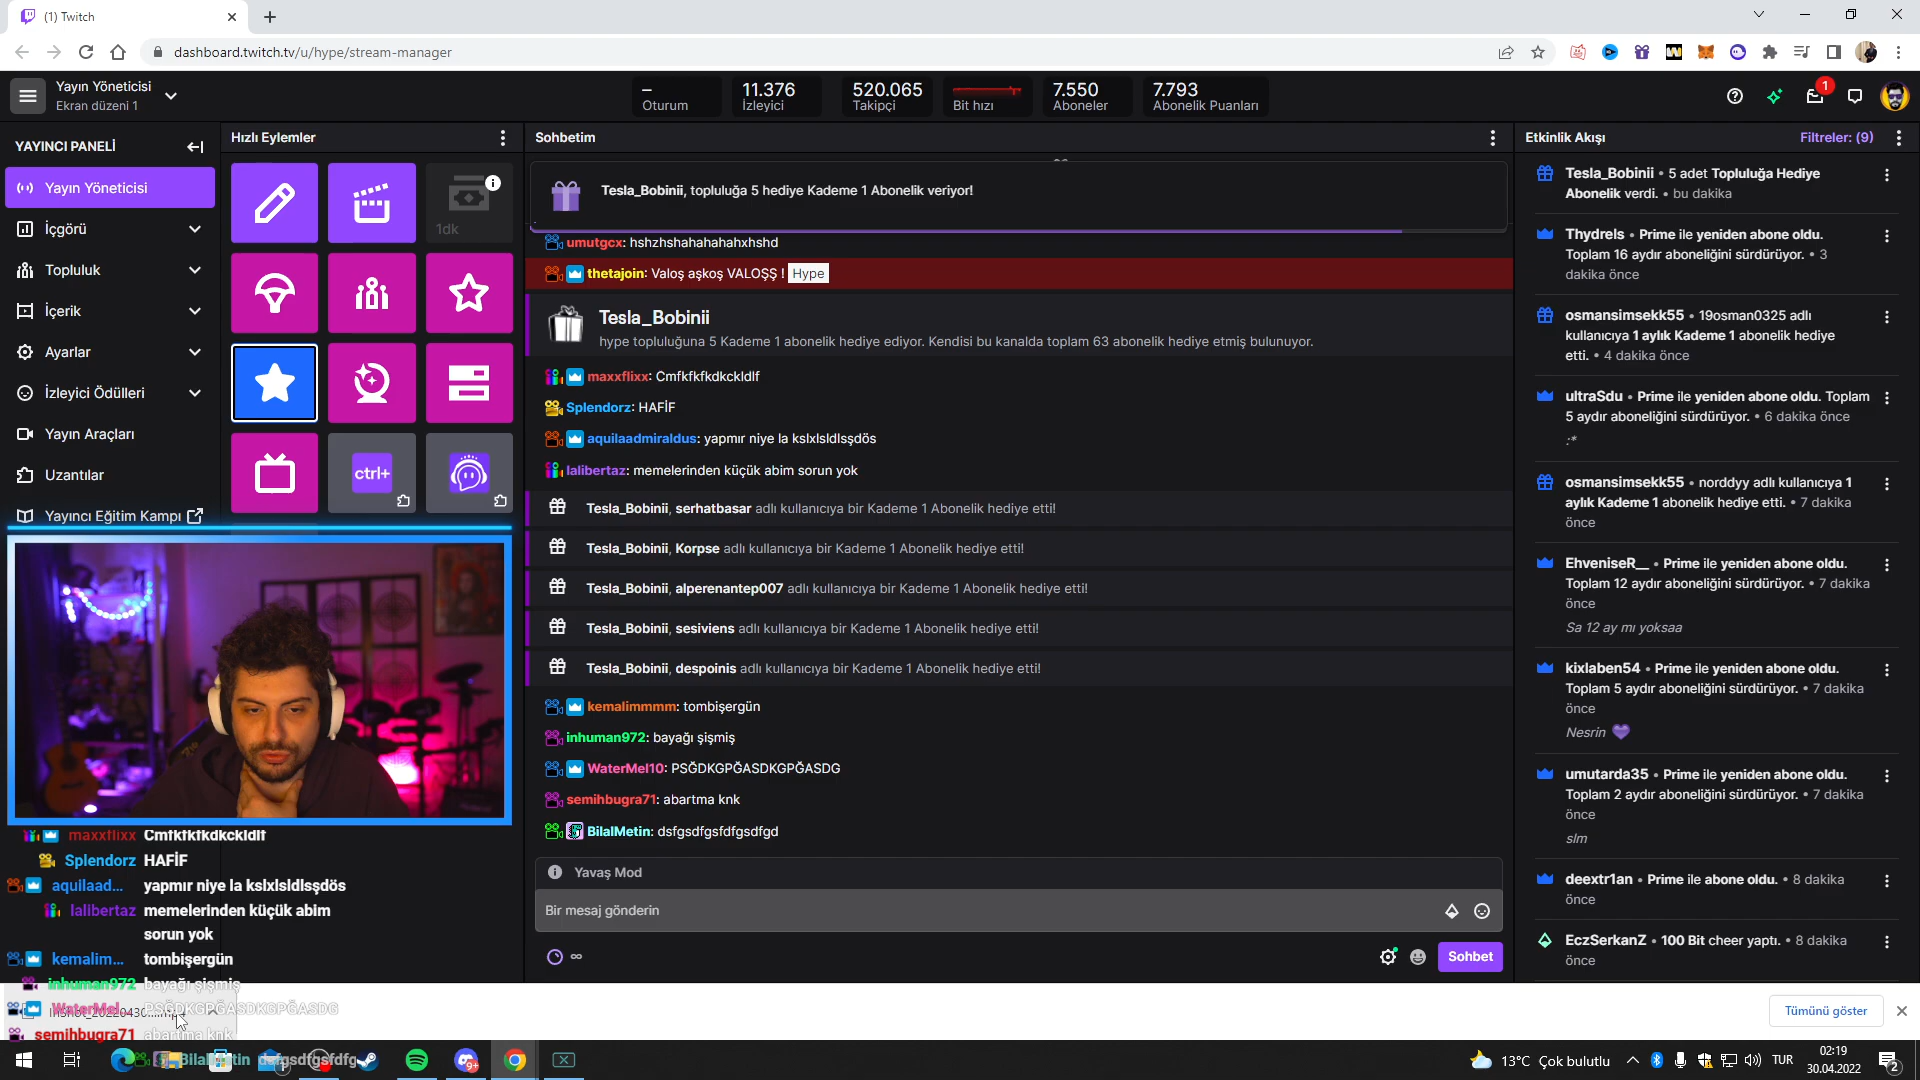 (1) Twitch
dashboard.twitch.tv/u/hype/stream-manager
Yayın Yöneticisi
Ekran düzeni 1
–
Oturum
11.376
İzleyici
520.065
Takipçi
Bit hızı
7.550
Aboneler
7.793
Abonelik Puanları
1
YAYINCI PANELİ
Yayın Yöneticisi
İçgörü
Topluluk
İçerik
Ayarlar
İzleyici Ödülleri
Yayın Araçları
Uzantılar
Yayıncı Eğitim Kampı
Hızlı Eylemler
1dk
ctrl+
Sohbetim
Tesla_Bobinii, topluluğa 5 hediye Kademe 1 Abonelik veriyor!
umutgcx: hshzhshahahahahxhshd
thetajoin: Valoş aşkoş VALOŞŞ ! Hype
Tesla_Bobinii
hype topluluğuna 5 Kademe 1 abonelik hediye ediyor. Kendisi bu kanalda toplam 63 abonelik hediye etmiş bulunuyor.
maxxflixx: Cmfkfkfkdkckldlf
Splendorz: HAFİF
aquilaadmiraldus: yapmır niye la kslxlsldlsşdös
lalibertaz: memelerinden küçük abim sorun yok
Tesla_Bobinii, serhatbasar adlı kullanıcıya bir Kademe 1 Abonelik hediye etti!
Tesla_Bobinii, Korpse adlı kullanıcıya bir Kademe 1 Abonelik hediye etti!
Tesla_Bobinii, alperenantep007 adlı kullanıcıya bir Kademe 1 Abonelik hediye etti!
Tesla_Bobinii, sesiviens adlı kullanıcıya bir Kademe 1 Abonelik hediye etti!
Tesla_Bobinii, despoinis adlı kullanıcıya bir Kademe 1 Abonelik hediye etti!
kemalimmmm: tombişergün
inhuman972: bayağı şişmiş
WaterMel10: PSĞDKGPĞASDKGPĞASDG
semihbugra71: abartma knk
BilalMetin: dsfgsdfgsfdfgsdfgd
Yavaş Mod
Bir mesaj gönderin
∞
Sohbet
Etkinlik Akışı
Filtreler: (9)
Tesla_Bobinii • 5 adet Topluluğa Hediye
Abonelik verdi. • bu dakika
Thydrels • Prime ile yeniden abone oldu.
Toplam 16 aydır aboneliğini sürdürüyor. • 3
dakika önce
osmansimsekk55 • 19osman0325 adlı
kullanıcıya 1 aylık Kademe 1 abonelik hediye
etti. • 4 dakika önce
ultraSdu • Prime ile yeniden abone oldu. Toplam
5 aydır aboneliğini sürdürüyor. • 6 dakika önce
:*
osmansimsekk55 • norddyy adlı kullanıcıya 1
aylık Kademe 1 abonelik hediye etti. • 7 dakika
önce
EhveniseR__ • Prime ile yeniden abone oldu.
Toplam 12 aydır aboneliğini sürdürüyor. • 7 dakika
önce
Sa 12 ay mı yoksaa
kixlaben54 • Prime ile yeniden abone oldu.
Toplam 5 aydır aboneliğini sürdürüyor. • 7 dakika
önce
Nesrin 💜
umutarda35 • Prime ile yeniden abone oldu.
Toplam 2 aydır aboneliğini sürdürüyor. • 7 dakika
önce
slm
deextr1an • Prime ile abone oldu. • 8 dakika
önce
EczSerkanZ • 100 Bit cheer yaptı. • 8 dakika
önce
maxxflixx Cmfkfkfkdkckldlf
Splendorz HAFİF
aquilaad... yapmır niye la kslxlsldlsşdös
lalibertaz memelerinden küçük abim
sorun yok
kemalim... tombişergün
inhuman972 bayağı şişmiş
WaterMel... PSĞDKGPĞASDKGPĞASDG
semihbugra71 abartma knk
Tümünü göster
9+
13°C Çok bulutlu
TUR
02:19
30.04.2022
2